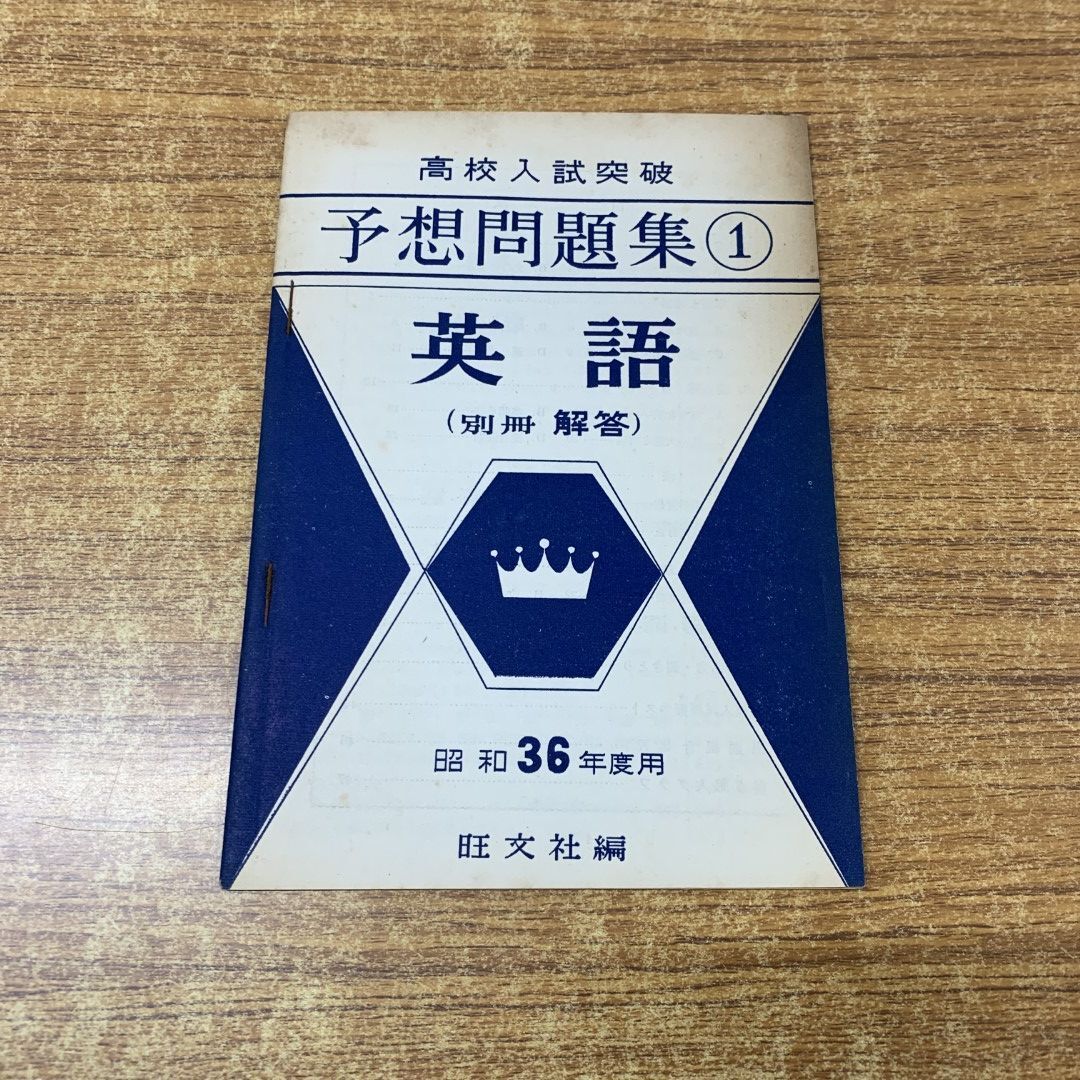 高校入試突破
予想問題集①
英語
(別冊 解答)
昭和36年度用
旺文社編